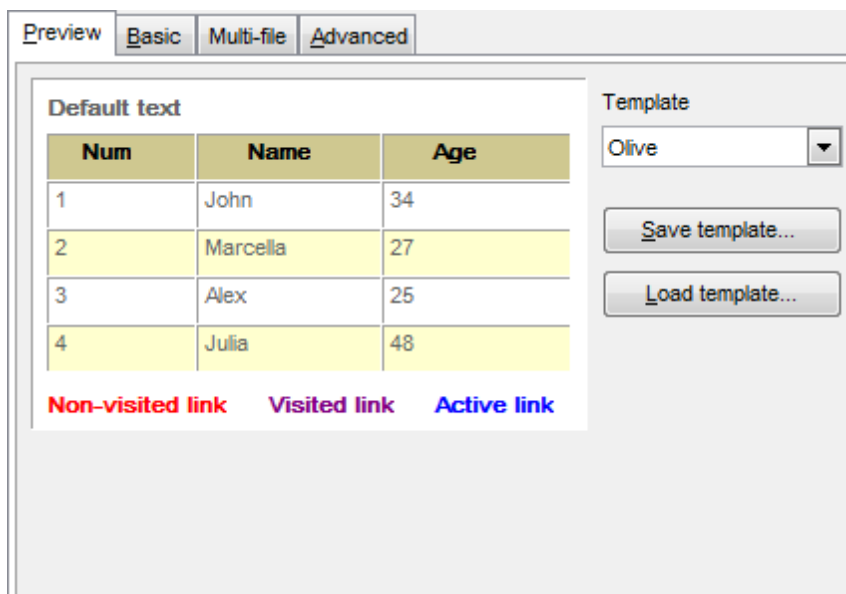 Preview Basic Multi-file Advanced
Default text
Template
Num Name Age
Olive
1 John 34
2 Marcella 27
Save template...
3 Alex 25
Load template...
4 Julia 48
Non-visited link Visited link Active link